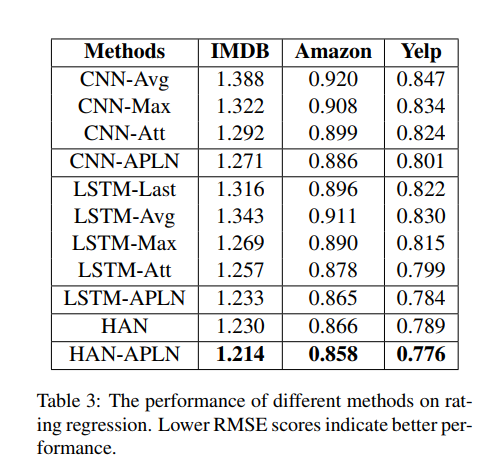 Methods IMDB Amazon Yelp
CNN-Avg 1.388 0.920 0.847
CNN-Max 1.322 0.908 0.834
CNN-Att 1.292 0.899 0.824
CNN-APLN 1.271 0.886 0.801
LSTM-Last 1.316 0.896 0.822
LSTM-Avg 1.343 0.911 0.830
LSTM-Max 1.269 0.890 0.815
LSTM-Att 1.257 0.878 0.799
LSTM-APLN 1.233 0.865 0.784
HAN 1.230 0.866 0.789
HAN-APLN 1.214 0.858 0.776
Table 3: The performance of different methods on rat-
ing regression. Lower RMSE scores indicate better per-
formance.